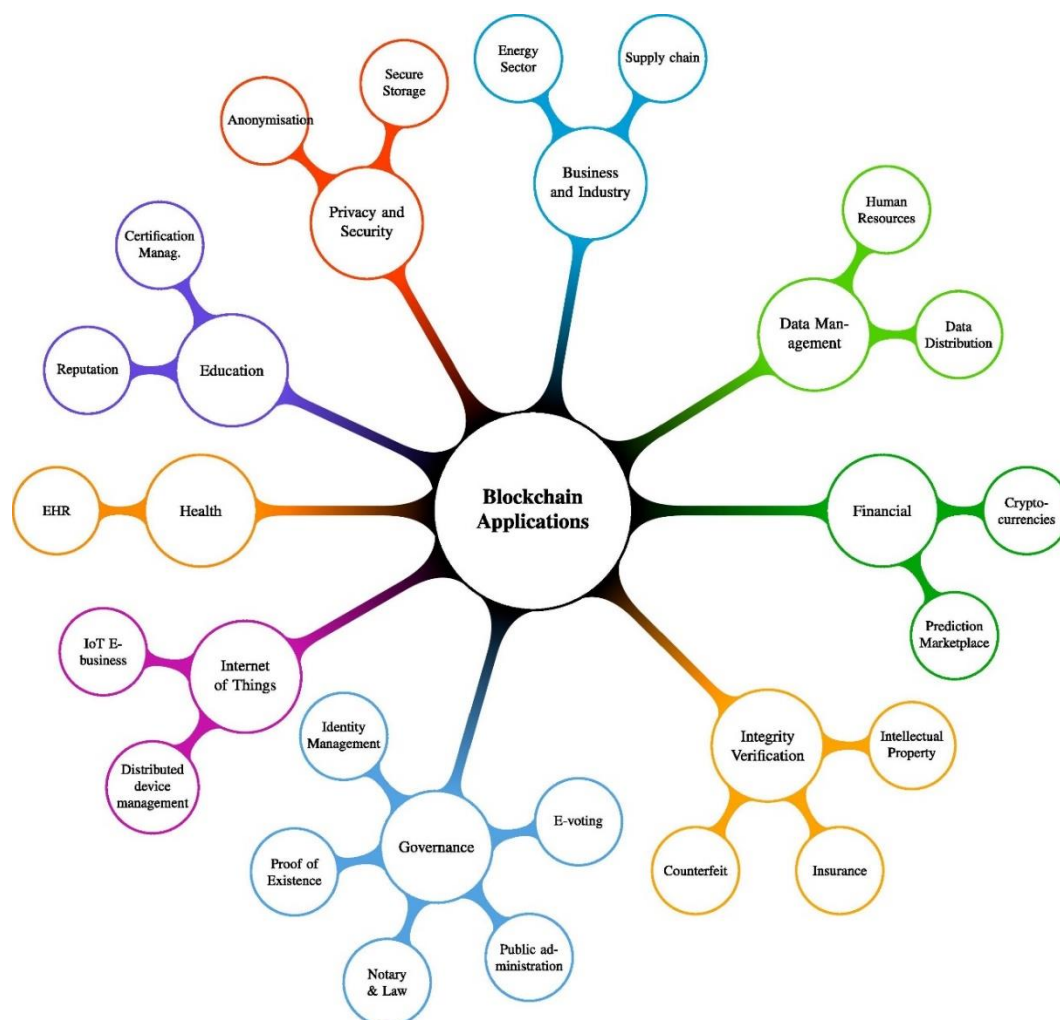 Blockchain
Applications
Business
and Industry
Energy
Sector
Supply chain
Data Man-
agement
Human
Resources
Data
Distribution
Financial
Crypto-
currencies
Prediction
Marketplace
Integrity
Verification
Intellectual
Property
Insurance
Counterfeit
Governance
E-voting
Public ad-
ministration
Notary
& Law
Proof of
Existence
Identity
Management
Internet
of Things
Distributed
device
management
IoT E-
business
Health
EHR
Education
Reputation
Certification
Manag.
Privacy and
Security
Anonymisation
Secure
Storage